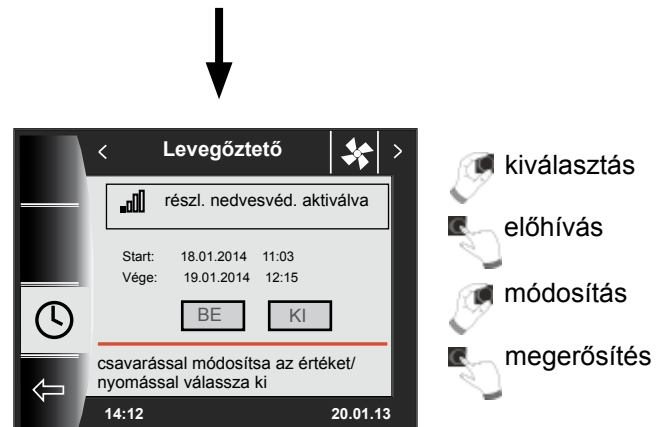 < Levegőztető >
részl. nedvesvéd. aktiválva
Start: 18.01.2014 11:03
Vége: 19.01.2014 12:15
BE KI
csavarással módosítsa az értéket/
nyomással válassza ki
14:12 20.01.13
kiválasztás
előhívás
módosítás
megerősítés